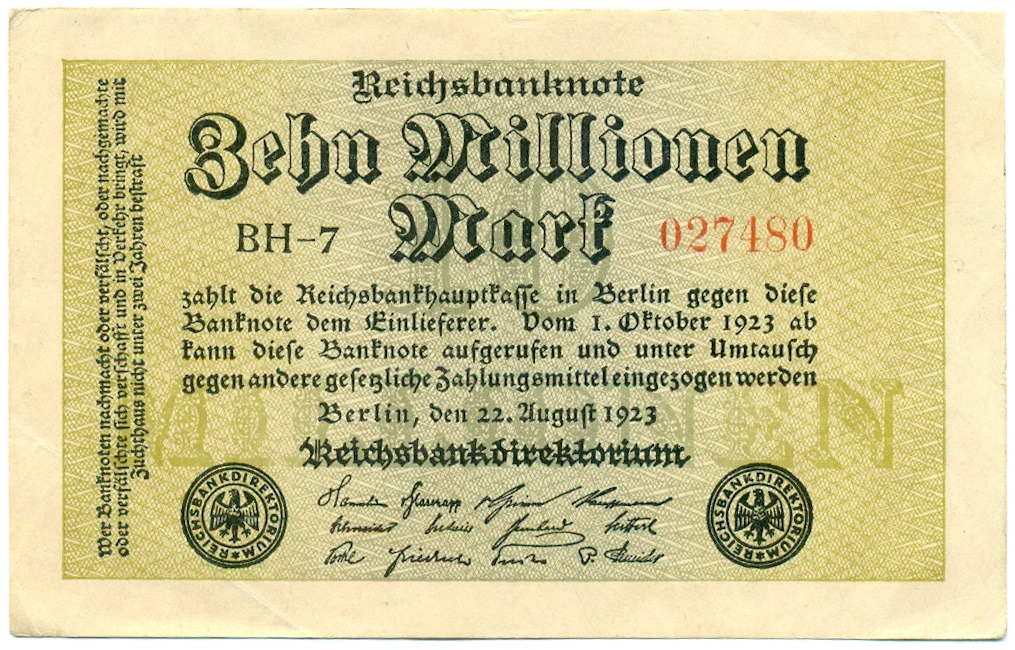 Reichsbanknote
Zehn Millionen
Mark
BH-7
027480
zahlt die Reichsbankhauptkasse in Berlin gegen diese
Banknote dem Einlieferer. Vom 1. Oktober 1923 ab
kann diese Banknote aufgerufen und unter Umtausch
gegen andere gesetzliche Zahlungsmittel eingezogen werden
Berlin, den 22. August 1923
Reichsbankdirektorium
REICHSBANKDIREKTORIUM
REICHSBANKDIREKTORIUM
Wer Banknoten nachmacht oder verfälscht, oder nachgemachte
oder verfälschte sich verschafft und in Verkehr bringt, wird mit
Zuchthaus nicht unter zwei Jahren bestraft
10
MILLIONEN